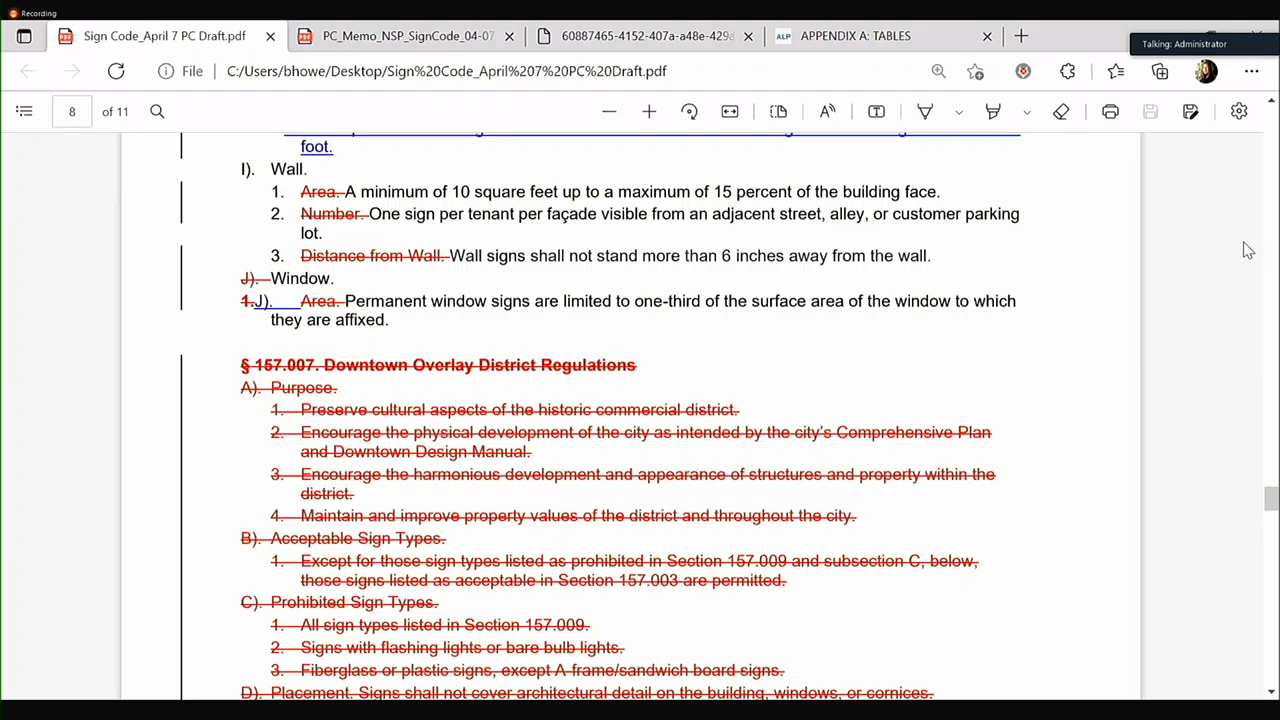 Recording
Sign Code_April 7 PC Draft.pdf
PC_Memo_NSP_SignCode_04-07
60887465-4152-407a-a48e-429a
ALP APPENDIX A: TABLES
Talking: Administrator
File C:/Users/bhowe/Desktop/Sign%20Code_April%207%20PC%20Draft.pdf
8 of 11
foot.
I). Wall.
1. Area. A minimum of 10 square feet up to a maximum of 15 percent of the building face.
2. Number. One sign per tenant per façade visible from an adjacent street, alley, or customer parking
lot.
3. Distance from Wall. Wall signs shall not stand more than 6 inches away from the wall.
J). Window.
1.J). Area. Permanent window signs are limited to one-third of the surface area of the window to which
they are affixed.
§ 157.007. Downtown Overlay District Regulations
A). Purpose.
1. Preserve cultural aspects of the historic commercial district.
2. Encourage the physical development of the city as intended by the city's Comprehensive Plan
and Downtown Design Manual.
3. Encourage the harmonious development and appearance of structures and property within the
district.
4. Maintain and improve property values of the district and throughout the city.
B). Acceptable Sign Types.
1. Except for those sign types listed as prohibited in Section 157.009 and subsection C, below,
those signs listed as acceptable in Section 157.003 are permitted.
C). Prohibited Sign Types.
1. All sign types listed in Section 157.009.
2. Signs with flashing lights or bare bulb lights.
3. Fiberglass or plastic signs, except A-frame/sandwich board signs.
D). Placement. Signs shall not cover architectural detail on the building, windows, or cornices.